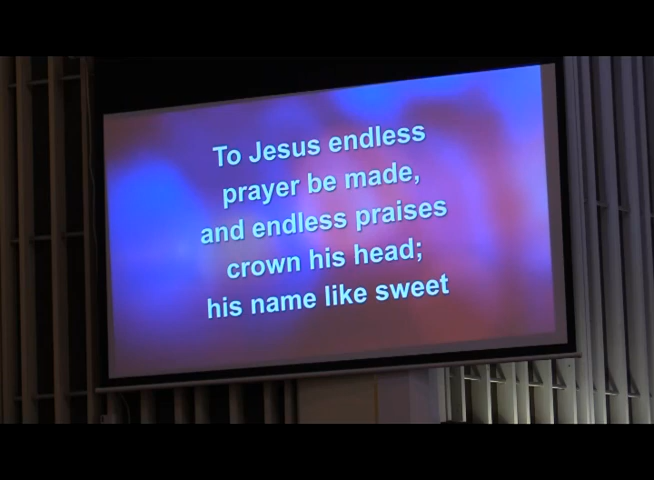 To Jesus endless
prayer be made,
and endless praises
crown his head;
his name like sweet